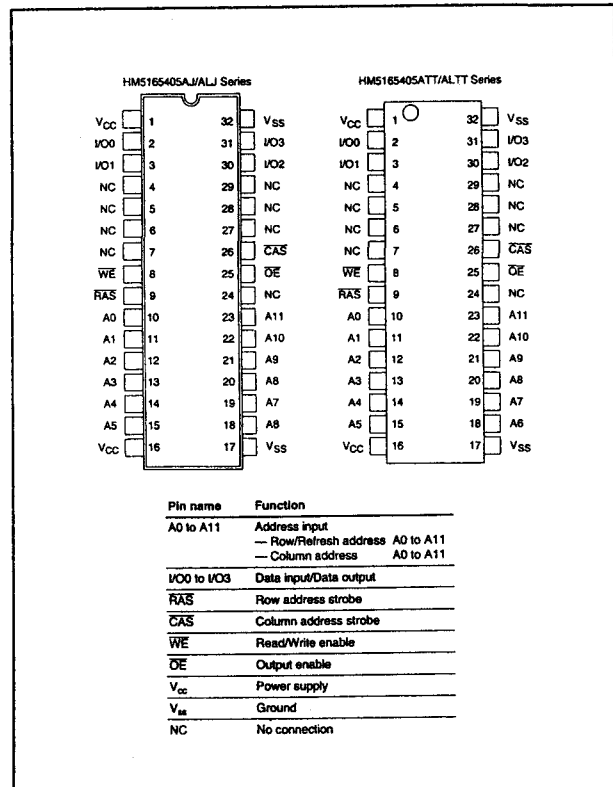 HM5165405AJ/ALJ Series HM5165405ATT/ALTT Series
VCC 1 32 VSS VCC 1 32 VSS
I/O0 2 31 I/O3 I/O0 2 31 I/O3
I/O1 3 30 I/O2 I/O1 3 30 I/O2
NC 4 29 NC NC 4 29 NC
NC 5 28 NC NC 5 28 NC
NC 6 27 NC NC 6 27 NC
NC 7 26 CAS NC 7 26 CAS
WE 8 25 OE WE 8 25 OE
RAS 9 24 NC RAS 9 24 NC
A0 10 23 A11 A0 10 23 A11
A1 11 22 A10 A1 11 22 A10
A2 12 21 A9 A2 12 21 A9
A3 13 20 A8 A3 13 20 A8
A4 14 19 A7 A4 14 19 A7
A5 15 18 A6 A5 15 18 A6
VCC 16 17 VSS VCC 16 17 VSS
Pin name Function
A0 to A11 Address input
— Row/Refresh address A0 to A11
— Column address A0 to A11
I/O0 to I/O3 Data input/Data output
RAS Row address strobe
CAS Column address strobe
WE Read/Write enable
OE Output enable
Vcc Power supply
Vss Ground
NC No connection